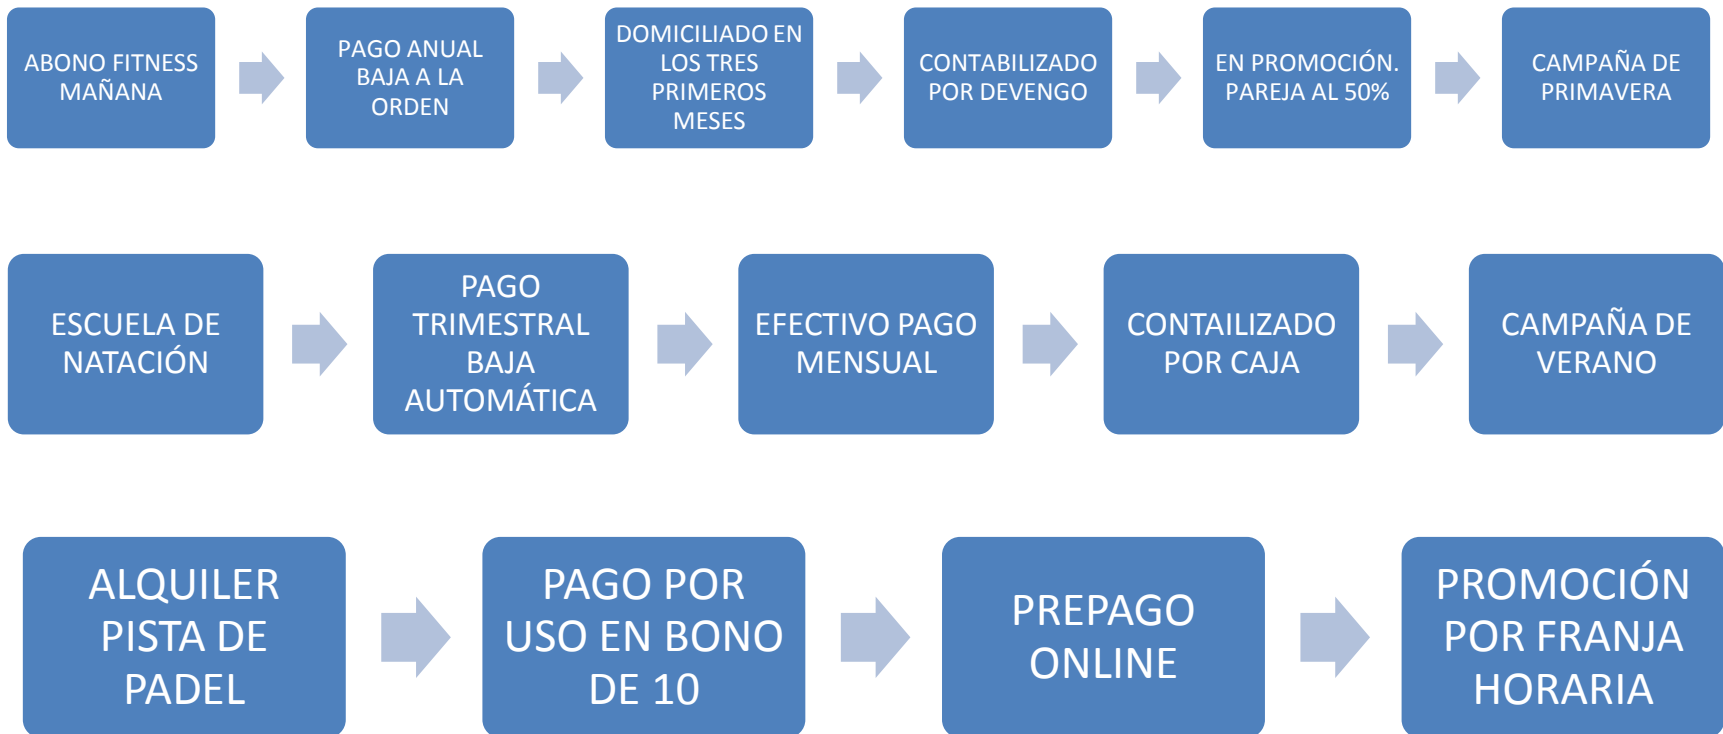 ABONO FITNESS
MAÑANA
PAGO ANUAL
BAJA A LA
ORDEN
DOMICILIADO EN
LOS TRES
PRIMEROS
MESES
CONTABILIZADO
POR DEVENGO
EN PROMOCIÓN.
PAREJA AL 50%
CAMPAÑA DE
PRIMAVERA
ESCUELA DE
NATACIÓN
PAGO
TRIMESTRAL
BAJA
AUTOMÁTICA
EFECTIVO PAGO
MENSUAL
CONTAILIZADO
POR CAJA
CAMPAÑA DE
VERANO
ALQUILER
PISTA DE
PADEL
PAGO POR
USO EN BONO
DE 10
PREPAGO
ONLINE
PROMOCIÓN
POR FRANJA
HORARIA